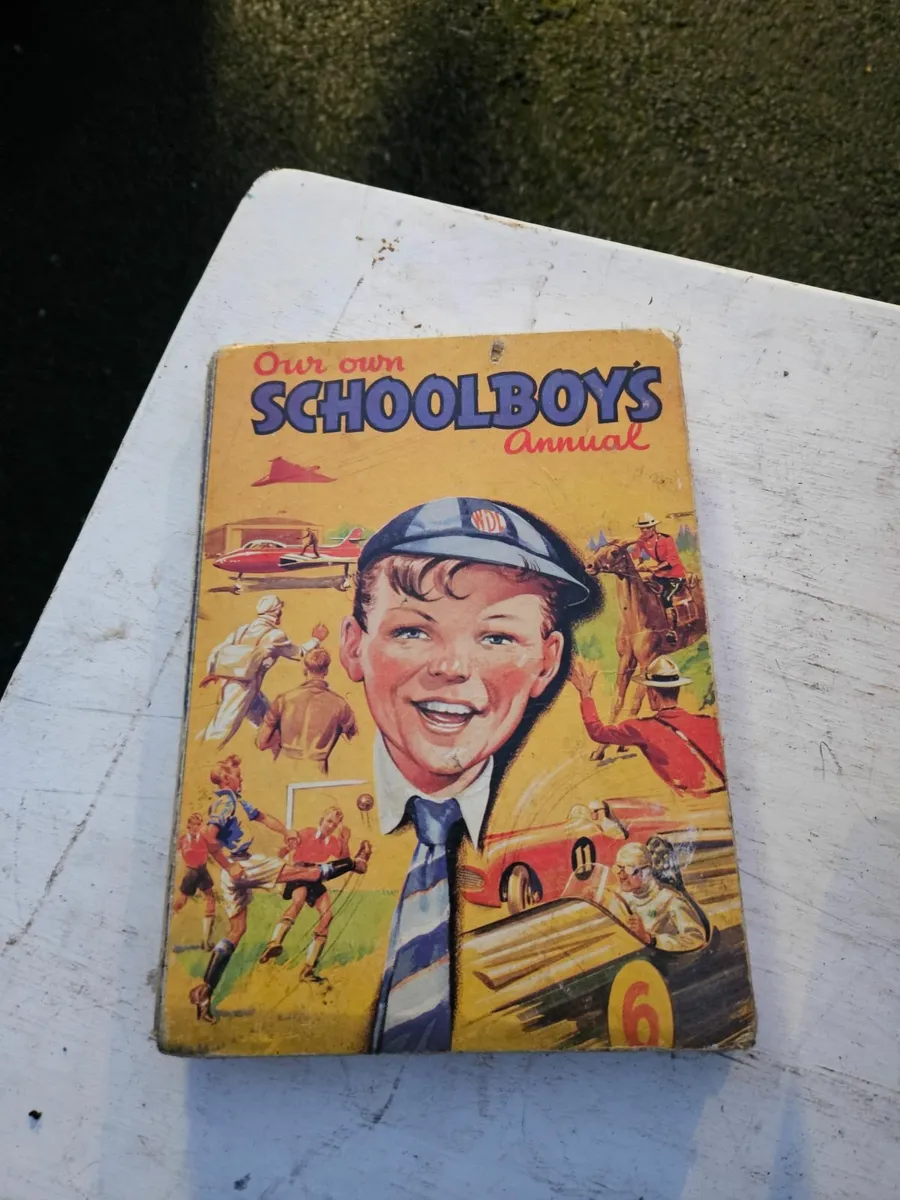 Our own
SCHOOLBOY'S
Annual
WDL
11
6